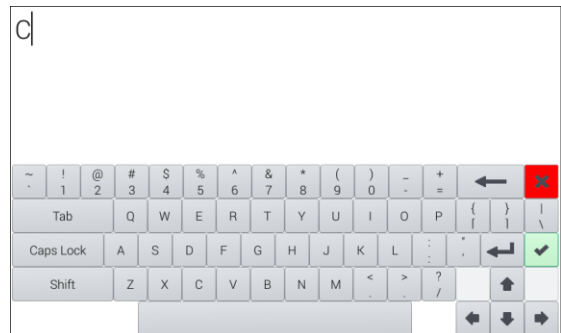 C
~ ! @ # $ % ^ & * ( ) _ +
` 1 2 3 4 5 6 7 8 9 0 - =
Tab Q W E R T Y U I O P { } |
[ ] \
Caps Lock A S D F G H J K L : "
; '
Shift Z X C V B N M < > ?
, . /